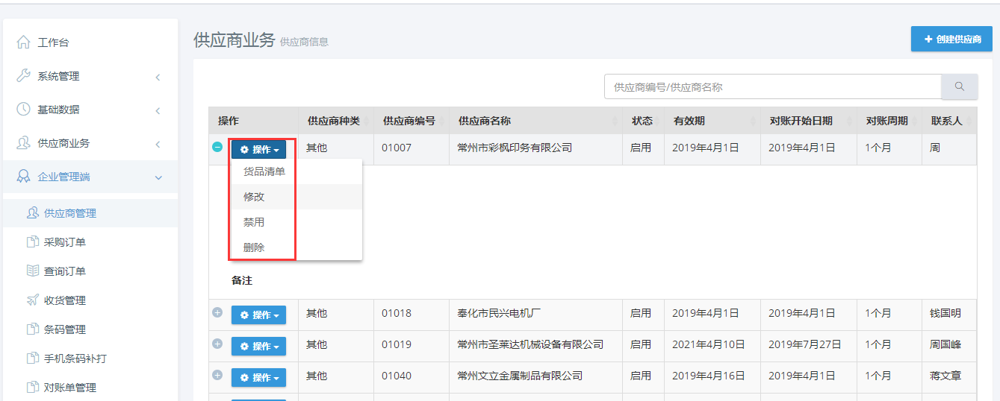 工作台
系统管理
基础数据
供应商业务
企业管理端
供应商管理
采购订单
查询订单
收货管理
条码管理
手机条码补打
对账单管理
供应商业务 供应商信息
创建供应商
供应商编号/供应商名称
操作 供应商种类 供应商编号 供应商名称 状态 有效期 对账开始日期 对账周期 联系人
操作 其他 01007 常州市彩枫印务有限公司 启用 2019年4月1日 2019年4月1日 1个月 周
货品清单
修改
禁用
删除
备注
操作 其他 01018 奉化市民兴电机厂 启用 2019年4月1日 2019年4月1日 1个月 钱国明
操作 其他 01019 常州市圣莱达机械设备有限公司 启用 2021年4月10日 2019年7月27日 1个月 周国峰
操作 其他 01040 常州文立金属制品有限公司 启用 2019年4月16日 2019年4月1日 1个月 蒋文章